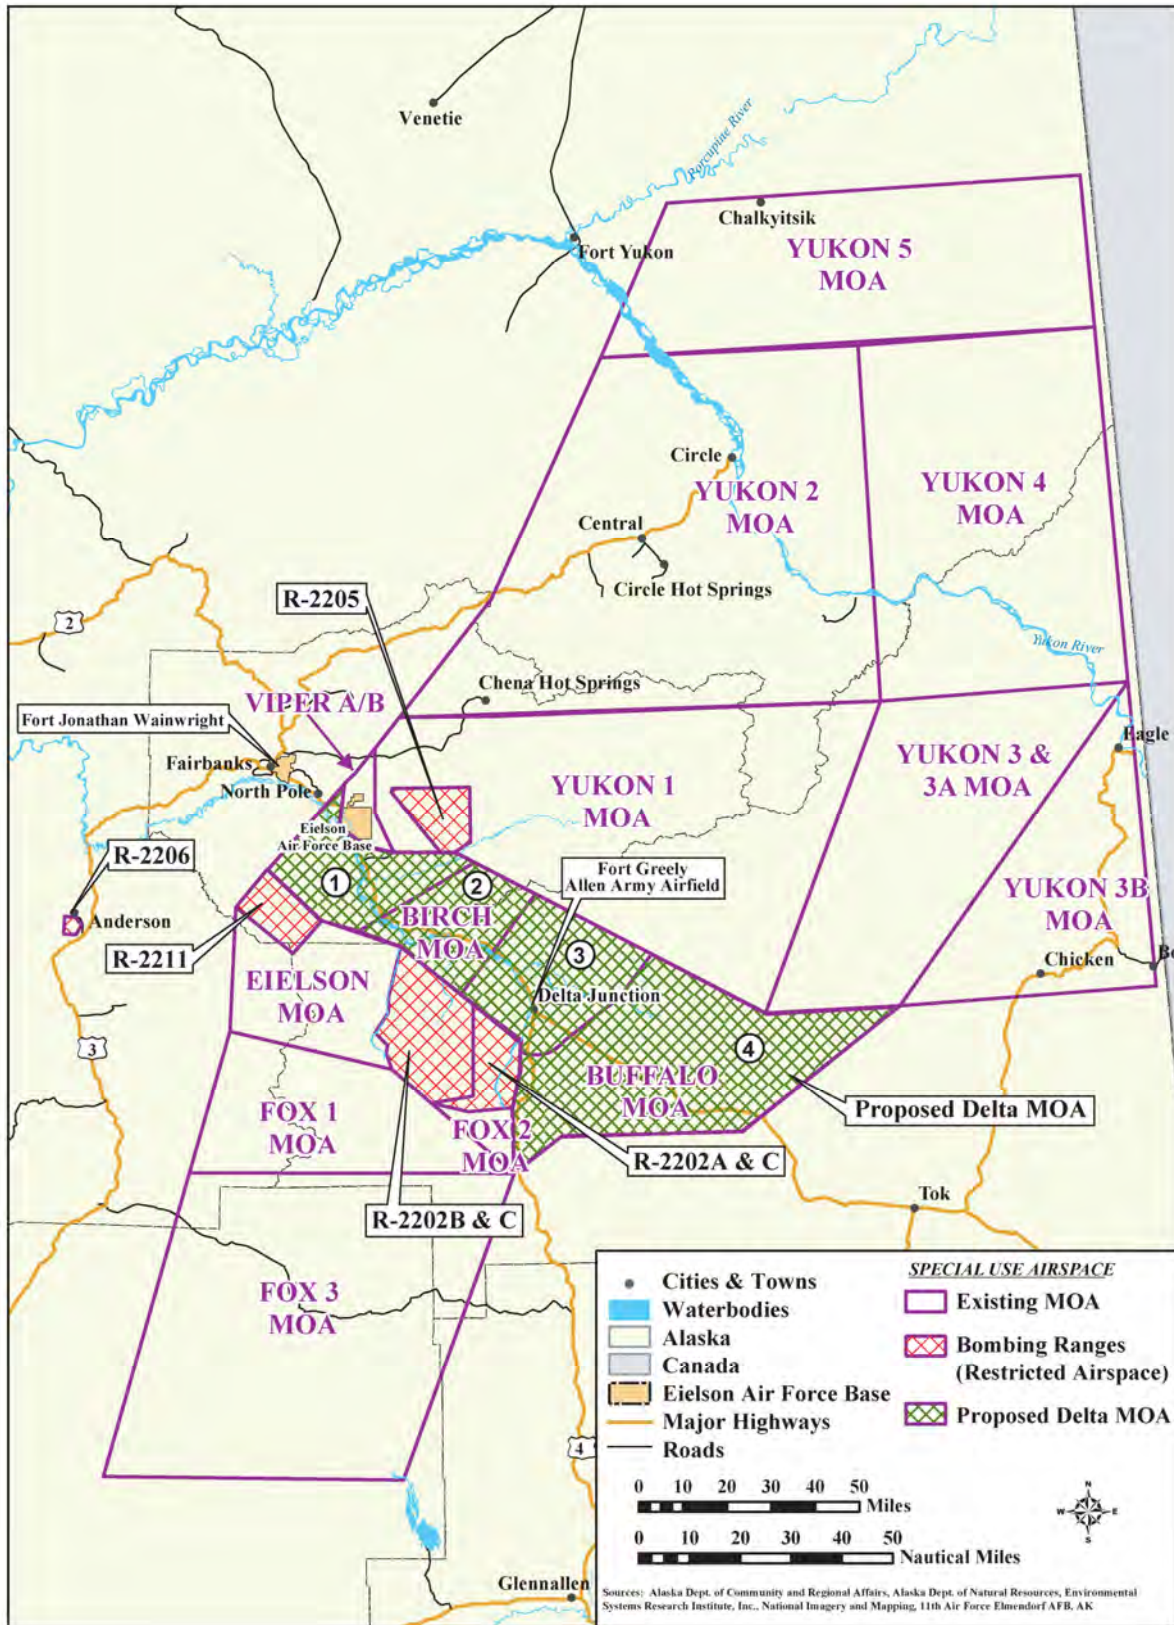 Venetie
Porcupine River
Chalkyitsik
Fort Yukon
YUKON 5
MOA
Circle
YUKON 2
MOA
YUKON 4
MOA
Central
Circle Hot Springs
R-2205
2
Yukon River
Chena Hot Springs
VIPER A/B
Fort Jonathan Wainwright
Eagle
Fairbanks
YUKON 3 &
3A MOA
North Pole
YUKON 1
MOA
Eielson
Air Force Base
R-2206
Fort Greely
Allen Army Airfield
1
2
YUKON 3B
MOA
Anderson
BIRCH
MOA
R-2211
3
Chicken
Bo
EIELSON
MOA
Delta Junction
3
4
BUFFALO
MOA
FOX 1
MOA
Proposed Delta MOA
FOX 2
MOA
R-2202A & C
Tok
R-2202B & C
FOX 3
MOA
4
Glennallen
Cities & Towns
Waterbodies
Alaska
Canada
Eielson Air Force Base
Major Highways
Roads
SPECIAL USE AIRSPACE
Existing MOA
Bombing Ranges
(Restricted Airspace)
Proposed Delta MOA
0 10 20 30 40 50
Miles
0 10 20 30 40 50
Nautical Miles
N
W E
S
Sources: Alaska Dept. of Community and Regional Affairs, Alaska Dept. of Natural Resources, Environmental
Systems Research Institute, Inc., National Imagery and Mapping, 11th Air Force Elmendorf AFB, AK